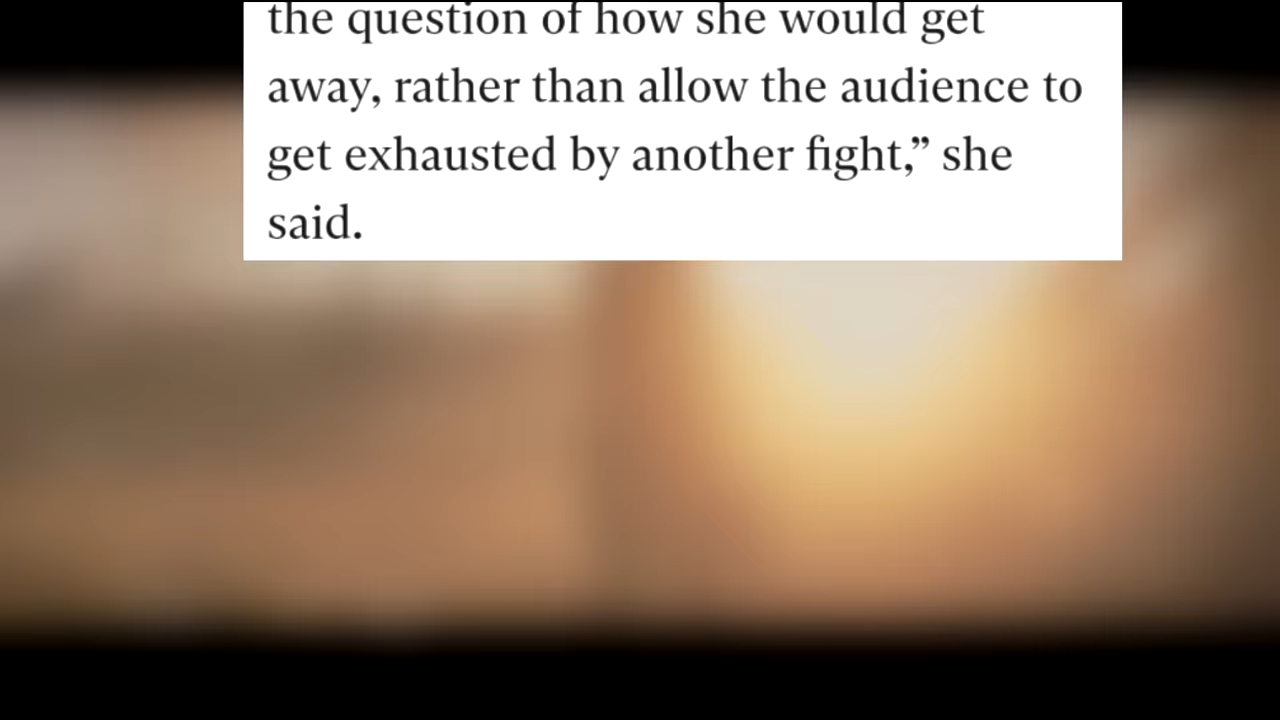 the question of how she would get
away, rather than allow the audience to
get exhausted by another fight,” she
said.